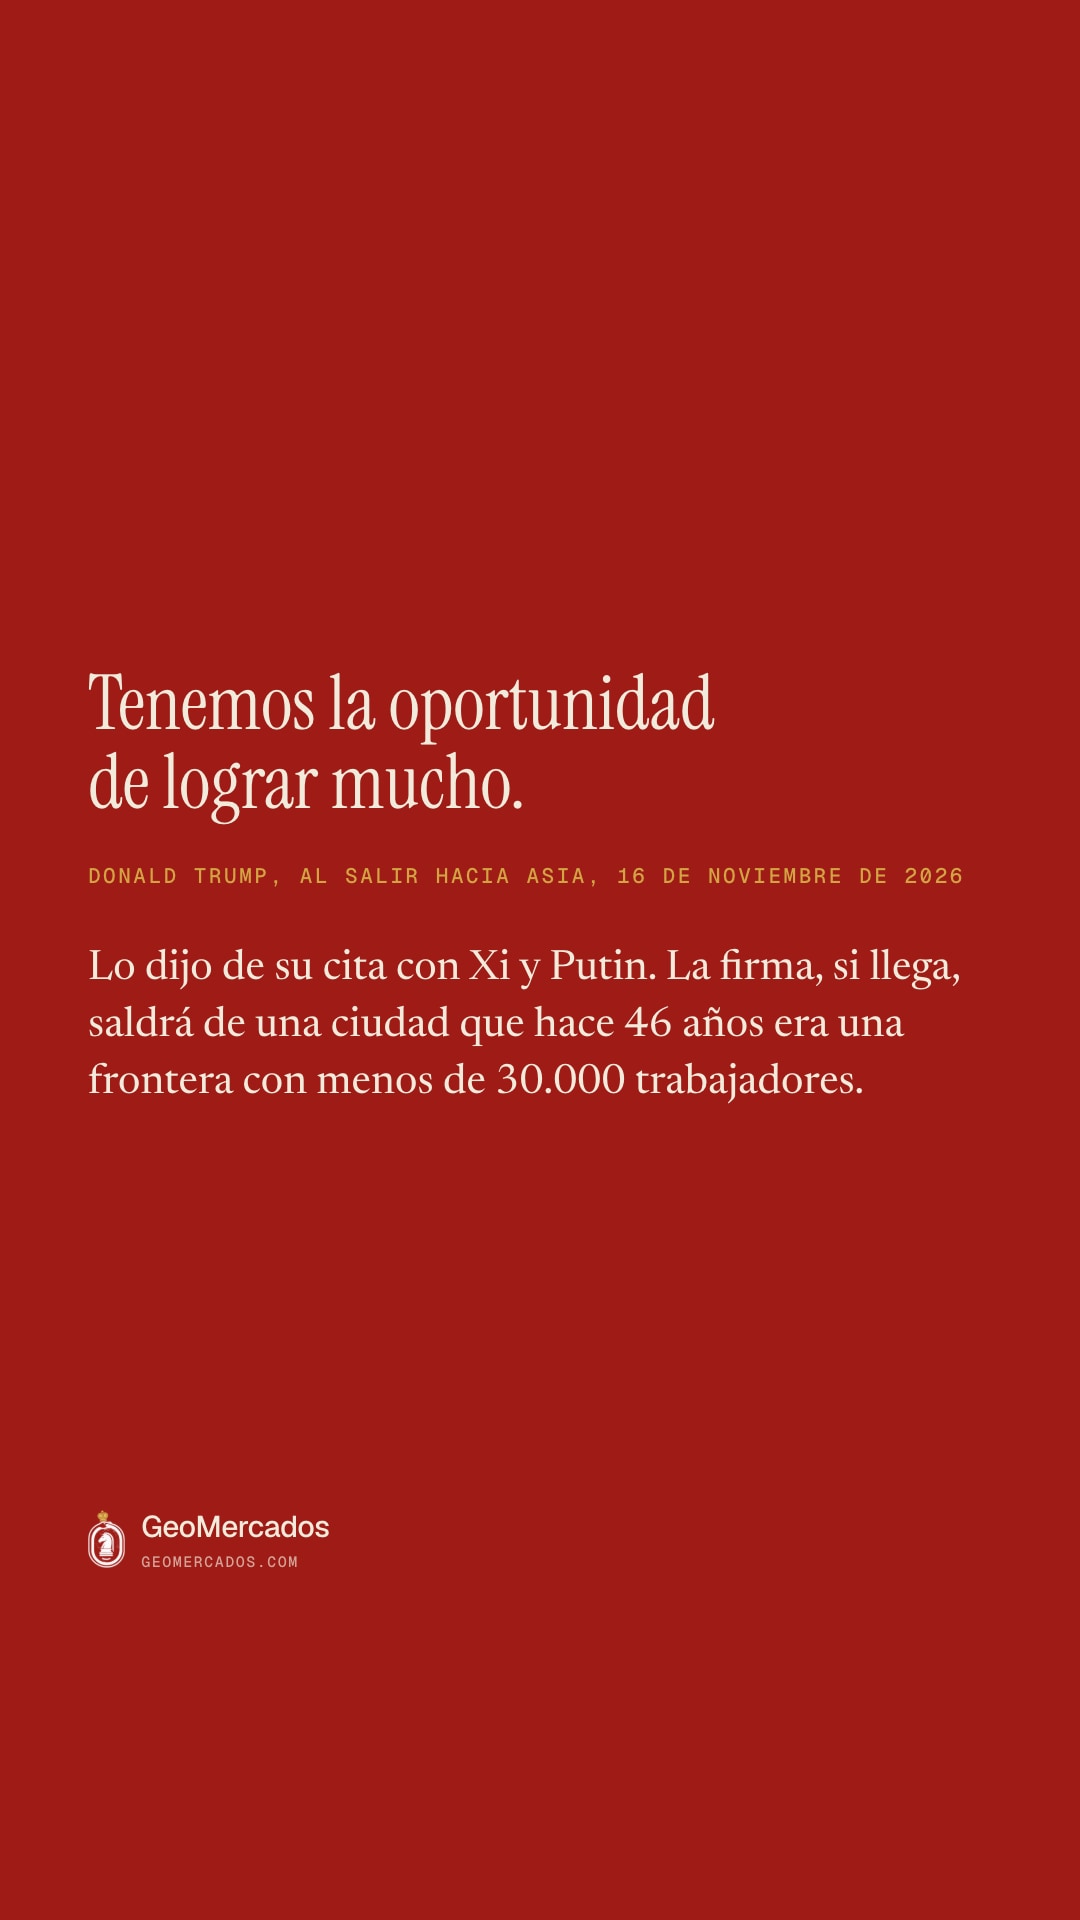 Tenemos la oportunidad
de lograr mucho.
DONALD TRUMP, AL SALIR HACIA ASIA, 16 DE NOVIEMBRE DE 2026
Lo dijo de su cita con Xi y Putin. La firma, si llega,
saldrá de una ciudad que hace 46 años era una
frontera con menos de 30.000 trabajadores.
GeoMercados
GEOMERCADOS.COM